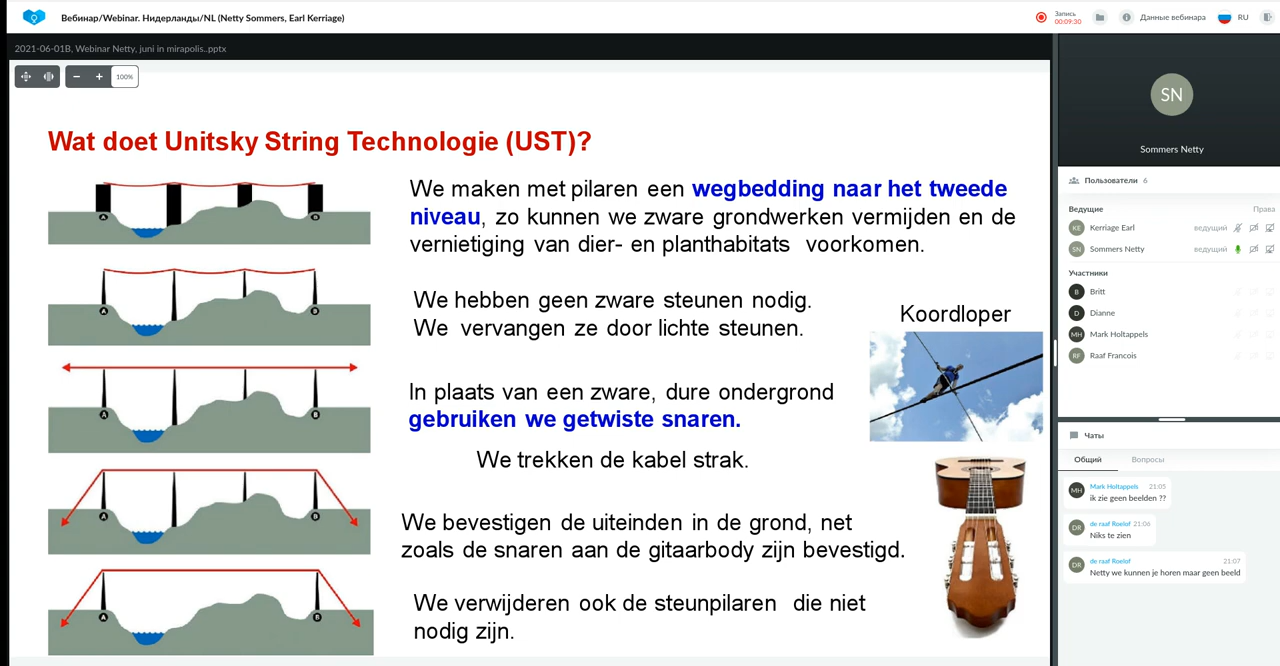 Вебинар/Webinar. Нидерланды/NL (Netty Sommers, Earl Kerriage)
Запись
00:09:30
Данные вебинара
RU
2021-06-01B, Webinar Netty, juni in mirapolis..pptx
100%
Wat doet Unitsky String Technologie (UST)?
We maken met pilaren een wegbedding naar het tweede
niveau, zo kunnen we zware grondwerken vermijden en de
vernietiging van dier- en planthabitats voorkomen.
A
B
We hebben geen zware steunen nodig.
We vervangen ze door lichte steunen.
A
B
Koordloper
In plaats van een zware, dure ondergrond
gebruiken we getwiste snaren.
A
B
We trekken de kabel strak.
We bevestigen de uiteinden in de grond, net
zoals de snaren aan de gitaarbody zijn bevestigd.
A
B
We verwijderen ook de steunpilaren die niet
nodig zijn.
A
B
SN
Sommers Netty
Пользователи 6
Ведущие Права
KE Kerriage Earl ведущий
SN Sommers Netty ведущий
Участники
B Britt
D Dianne
MH Mark Holtappels
RF Raaf Francois
Чаты
Общий Вопросы
MH Mark Holtappels 21:05
ik zie geen beelden ??
DR de raaf Roelof 21:06
Niks te zien
DR de raaf Roelof 21:07
Netty we kunnen je horen maar geen beeld